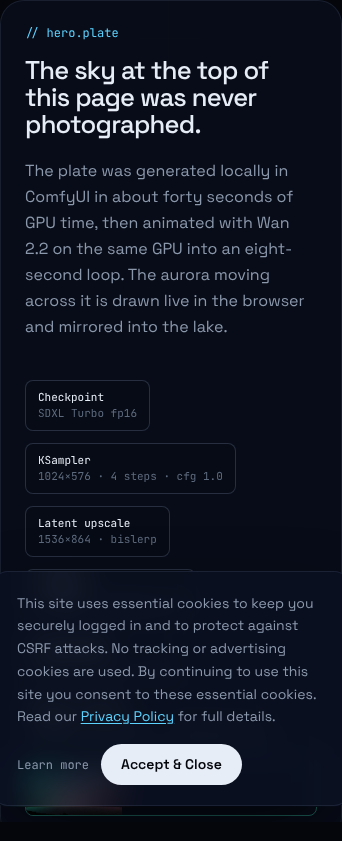 // hero.plate
The sky at the top of
this page was never
photographed.
The plate was generated locally in
ComfyUI in about forty seconds of
GPU time, then animated with Wan
2.2 on the same GPU into an eight-
second loop. The aurora moving
across it is drawn live in the browser
and mirrored into the lake.
Checkpoint
SDXL Turbo fp16
KSampler
1024×576 · 4 steps · cfg 1.0
Latent upscale
1536×864 · bislerp
This site uses essential cookies to keep you
securely logged in and to protect against
CSRF attacks. No tracking or advertising
cookies are used. By continuing to use this
site you consent to these essential cookies.
Read our Privacy Policy for full details.
Learn more
Accept & Close